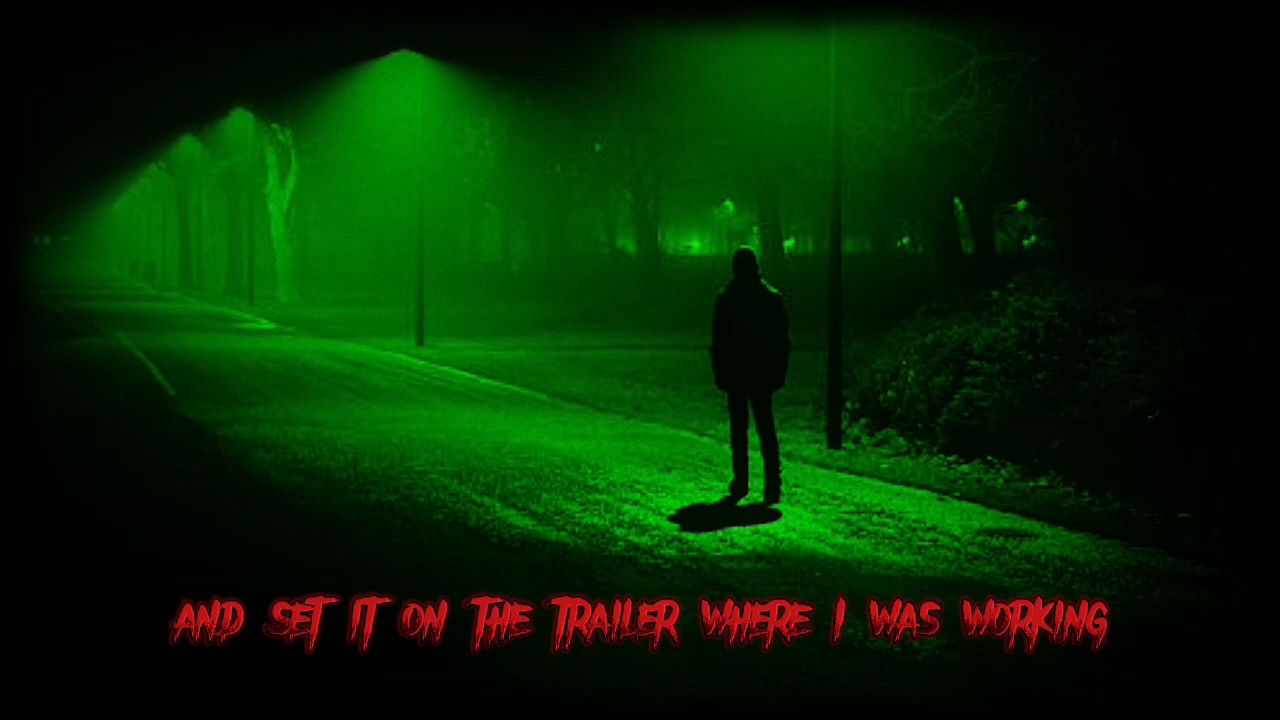 AND SET IT ON THE TRAILER WHERE I WAS WORKING